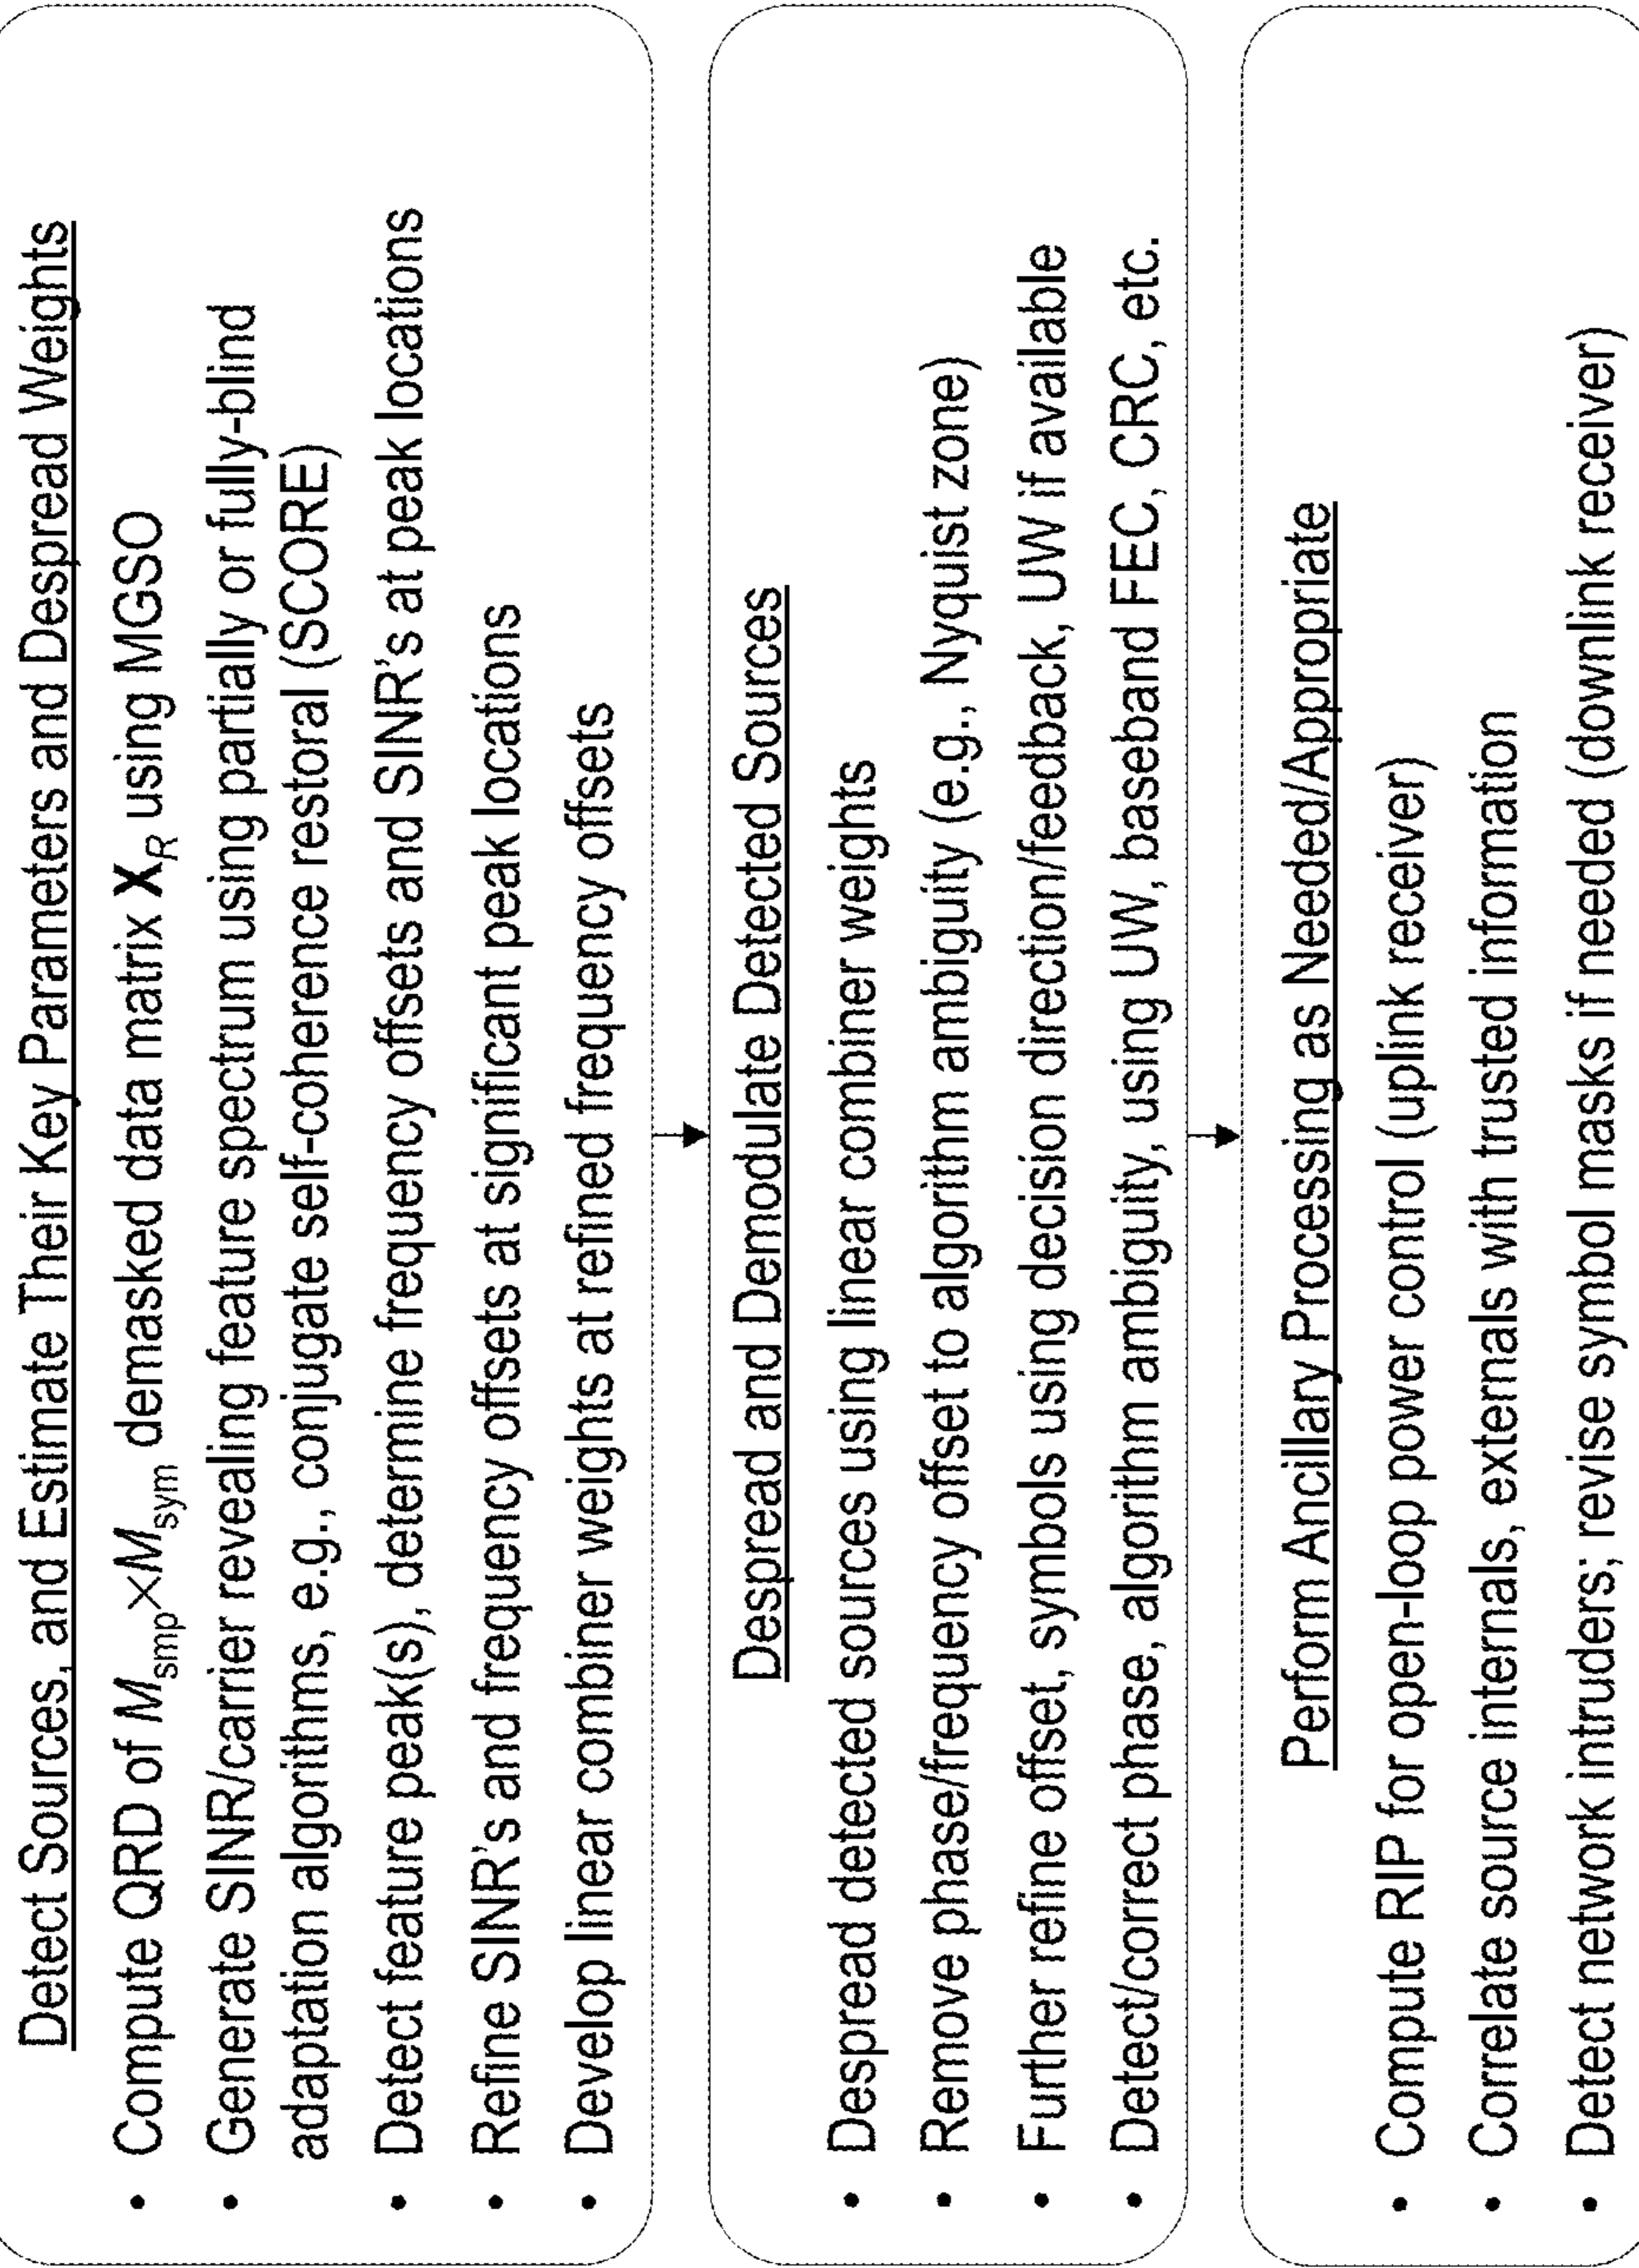 Detect Sources, and Estimate Their Key Parameters and Despread Weights
• Compute QRD of Msmp×Msym demasked data matrix XR using MGSO
• Generate SINR/carrier revealing feature spectrum using partially or fully-blind
adaptation algorithms, e.g., conjugate self-coherence restoral (SCORE)
• Detect feature peak(s), determine frequency offsets and SINR's at peak locations
• Refine SINR's and frequency offsets at significant peak locations
• Develop linear combiner weights at refined frequency offsets
Despread and Demodulate Detected Sources
• Despread detected sources using linear combiner weights
• Remove phase/frequency offset to algorithm ambiguity (e.g., Nyquist zone)
• Further refine offset, symbols using decision direction/feedback, UW if available
• Detect/correct phase, algorithm ambiguity, using UW, baseband FEC, CRC, etc.
Perform Ancillary Processing as Needed/Appropriate
• Compute RIP for open-loop power control (uplink receiver)
• Correlate source internals, externals with trusted information
• Detect network intruders; revise symbol masks if needed (downlink receiver)